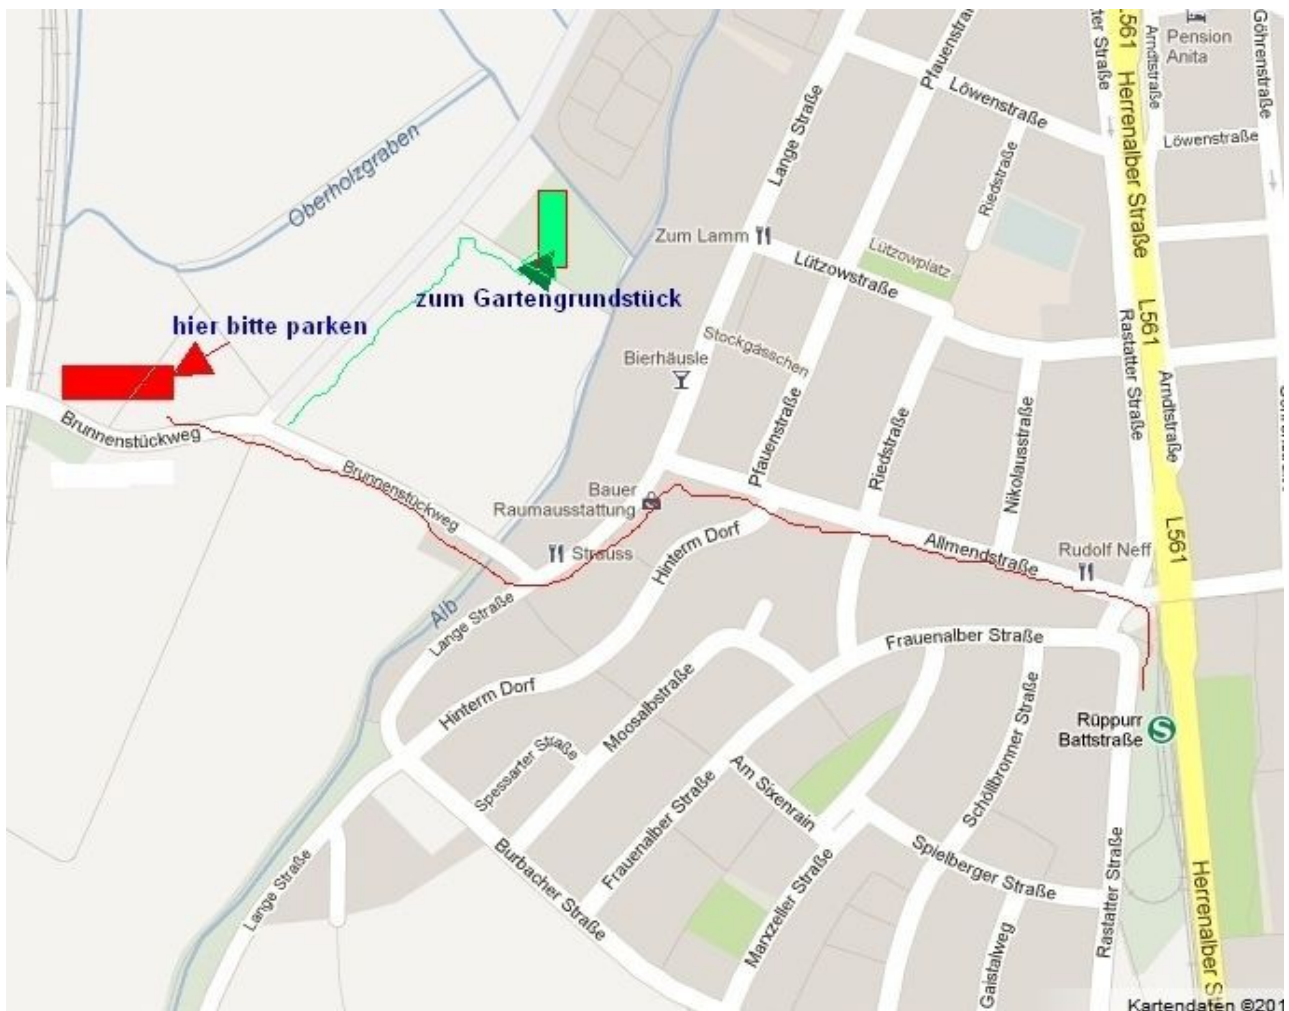 L561
Arndtstraße
Pension
Anita
Göhrenstraße
Pfauenstraß
Löwenstraße
Herrenalber Straße
Löwenstraße
Lange Straße
Oberholzgraben
Riedstraße
Zum Lamm
Lützowplatz
Lützowstraße
zum Gartengrundstück
L561
hier bitte parken
Rastatter Straße
Stockgässchen
Bierhäusle
Arndtstraße
Pfauenstraße
Riedstraße
Nikolausstraße
Brunnenstückweg
Brunnenstückweg
Bauer
Raumausstattung
L561
Strauss
Hinterm Dorf
Allmendstraße
Rudolf Neff
Alb
Lange Straße
Frauenalber Straße
Hinterm Dorf
Moosalbstraße
Rüppurr
Battstraße
S
Spessarter Straße
Am Sixenrain
Schöllbronner Straße
Frauenalber Straße
Burbacher Straße
Spielberger Straße
Lange Straße
Marxzeller Straße
Rastatter Straße
Herrenalber St
Gaistalweg
Kartendaten ©201